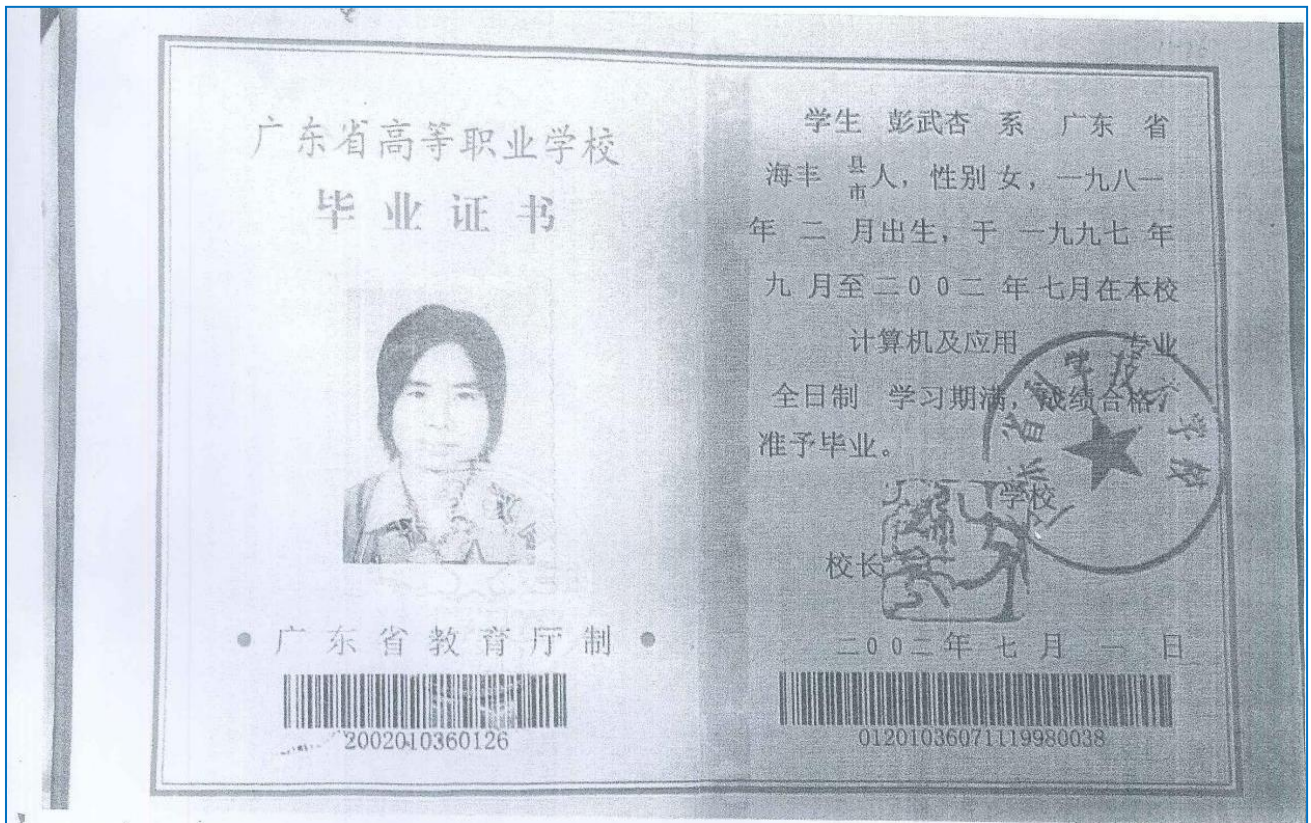 广东省高等职业学校
毕业证书
• 广东省教育厅制 •
2002010360126
学生 彭武杏 系 广东 省
海丰 县市人，性别 女，一九八一
年 二 月出生，于 一九九七 年
九 月至二00二 年 七月在本校
计算机及应用 专业
全日制 学习期满，成绩合格，
准予毕业。
学校
校长
二00二年 七 月 一 日
01201036071119980038